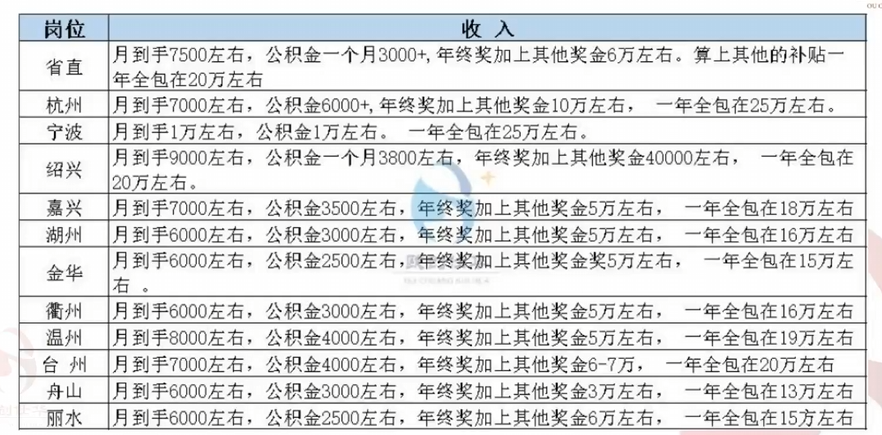 岗位 收 入
省直 月到手7500左右，公积金一个月3000+,年终奖加上其他奖金6万左右。算上其他的补贴一
年全包在20万左右
杭州 月到手7000左右，公积金6000+,年终奖加上其他奖金10万左右， 一年全包在25万左右。
宁波 月到手1万左右，公积金1万左右。 一年全包在25万左右。
绍兴 月到手9000左右，公积金一个月3800左右，年终奖加上其他奖金40000左右， 一年全包在
20万左右。
嘉兴 月到手7000左右，公积金3500左右，年终奖加上其他奖金5万左右， 一年全包在18万左右
湖州 月到手6000左右，公积金3000左右，年终奖加上其他奖金5万左右， 一年全包在16万左右
金华 月到手6000左右，公积金2500左右,年终奖加上其他奖金奖5万左右， 一年全包在15万左
右 。
衢州 月到手6000左右，公积金3000左右，年终奖加上其他奖金5万左右， 一年全包在16万左右
温州 月到手8000左右，公积金4000左右，年终奖加上其他奖金5万左右， 一年全包在19万左右
台 州 月到手7000左右，公积金4000左右，年终奖加上其他奖金6-7万， 一年全包在20万左右
舟山 月到手6000左右，公积金3000左右，年终奖加上其他奖金3万左右， 一年全包在13万左右
丽水 月到手6000左右，公积金2500左右，年终奖加上其他奖金6万左右， 一年全包在15万左右